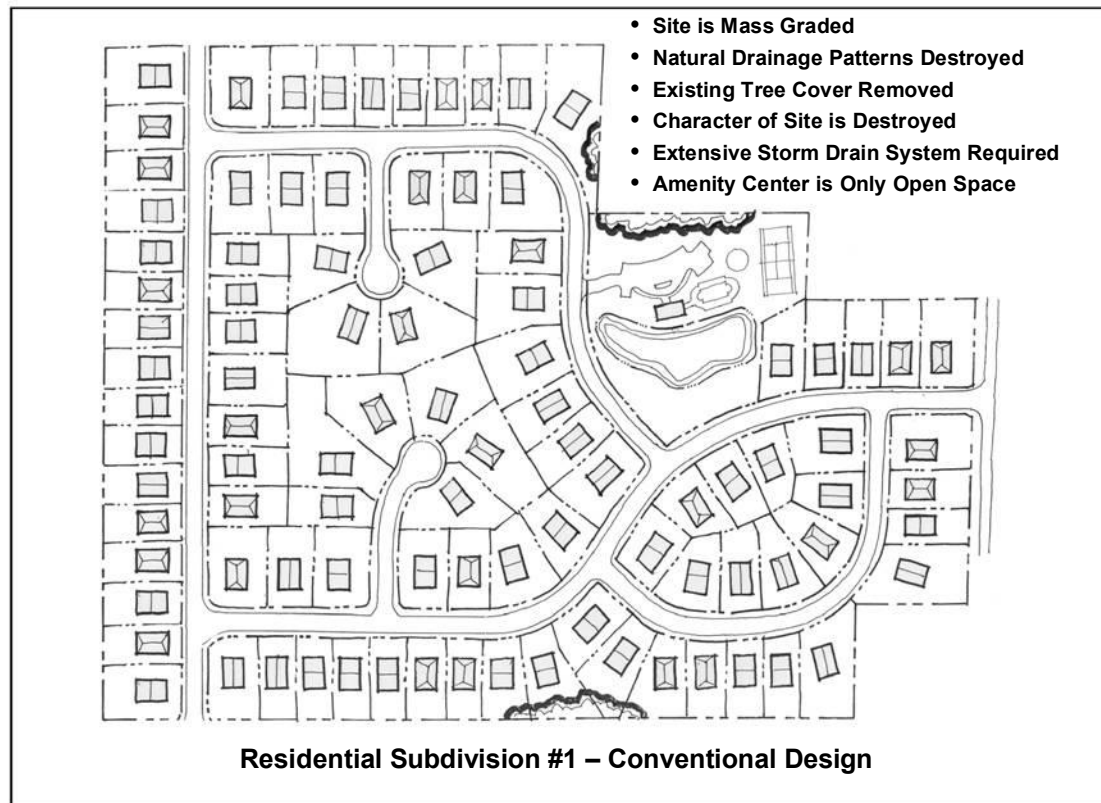 • Site is Mass Graded
• Natural Drainage Patterns Destroyed
• Existing Tree Cover Removed
• Character of Site is Destroyed
• Extensive Storm Drain System Required
• Amenity Center is Only Open Space
Residential Subdivision #1 – Conventional Design